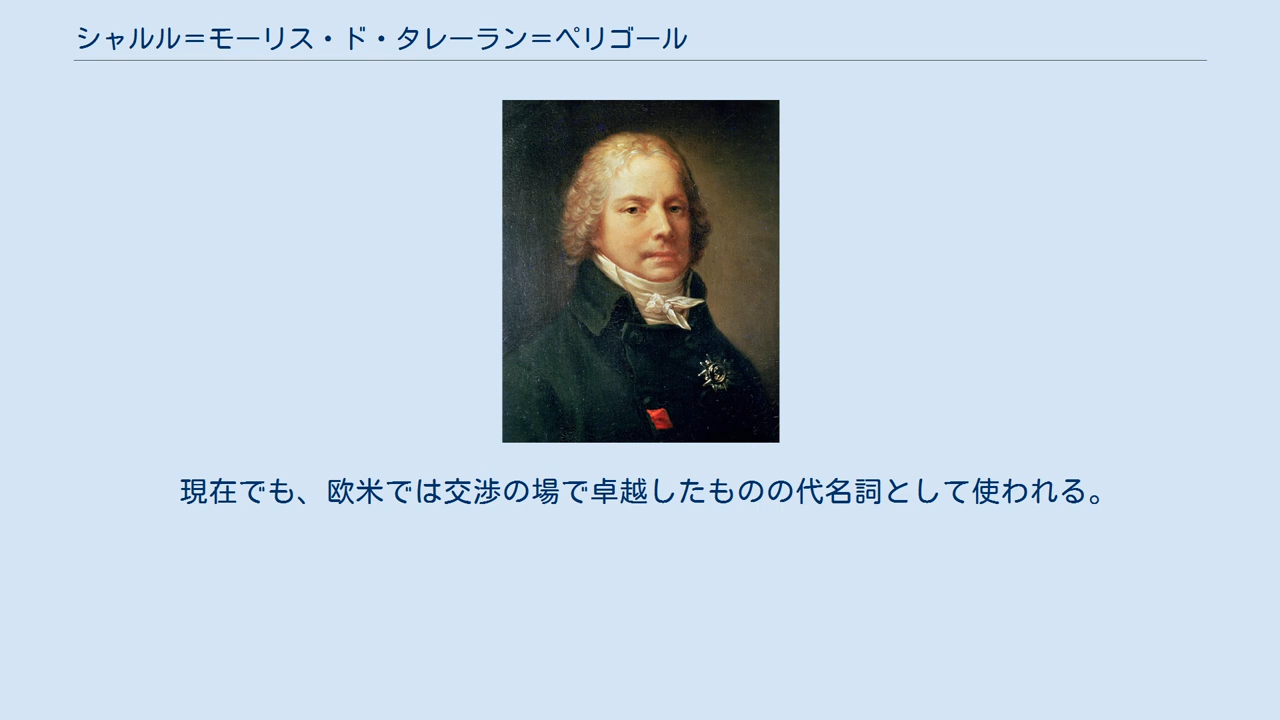 シャルル＝モーリス・ド・タレーラン＝ペリゴール
現在でも、欧米では交渉の場で卓越したものの代名詞として使われる。